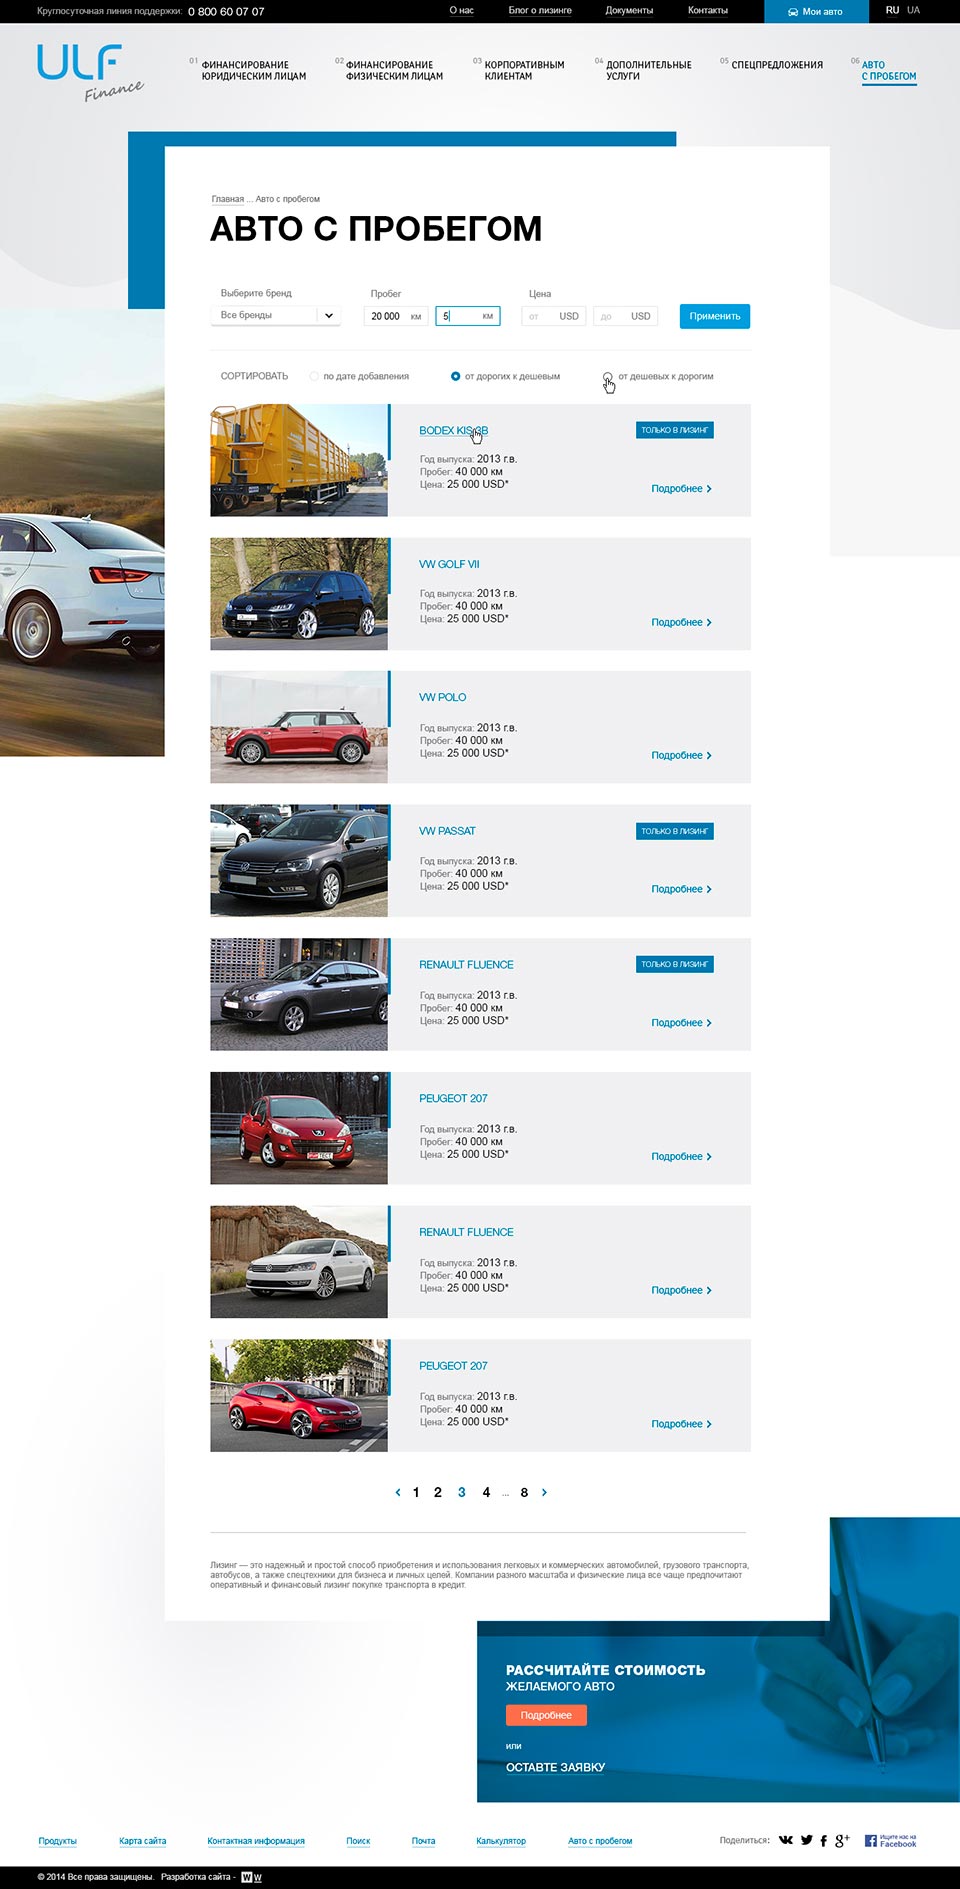 Круглосуточная линия поддержки: 0 800 60 07 07
О нас
Блог о лизинге
Документы
Контакты
Мои авто
RU UA
ULF
Finance
01 ФИНАНСИРОВАНИЕ
ЮРИДИЧЕСКИМ ЛИЦАМ
02 ФИНАНСИРОВАНИЕ
ФИЗИЧЕСКИМ ЛИЦАМ
03 КОРПОРАТИВНЫМ
КЛИЕНТАМ
04 ДОПОЛНИТЕЛЬНЫЕ
УСЛУГИ
05 СПЕЦПРЕДЛОЖЕНИЯ
06 АВТО
С ПРОБЕГОМ
Главная ... Авто с пробегом
АВТО С ПРОБЕГОМ
Выберите бренд
Все бренды
Пробег
20 000 км
5 км
Цена
от USD
до USD
Применить
СОРТИРОВАТЬ
по дате добавления
от дорогих к дешевым
от дешевых к дорогим
BODEX KIS 3B
ТОЛЬКО В ЛИЗИНГ
Год выпуска: 2013 г.в.
Пробег: 40 000 км
Цена: 25 000 USD*
Подробнее
VW GOLF VII
Год выпуска: 2013 г.в.
Пробег: 40 000 км
Цена: 25 000 USD*
Подробнее
VW POLO
Год выпуска: 2013 г.в.
Пробег: 40 000 км
Цена: 25 000 USD*
Подробнее
VW PASSAT
ТОЛЬКО В ЛИЗИНГ
Год выпуска: 2013 г.в.
Пробег: 40 000 км
Цена: 25 000 USD*
Подробнее
RENAULT FLUENCE
ТОЛЬКО В ЛИЗИНГ
Год выпуска: 2013 г.в.
Пробег: 40 000 км
Цена: 25 000 USD*
Подробнее
PEUGEOT 207
Год выпуска: 2013 г.в.
Пробег: 40 000 км
Цена: 25 000 USD*
Подробнее
RENAULT FLUENCE
Год выпуска: 2013 г.в.
Пробег: 40 000 км
Цена: 25 000 USD*
Подробнее
PEUGEOT 207
Год выпуска: 2013 г.в.
Пробег: 40 000 км
Цена: 25 000 USD*
Подробнее
1 2 3 4 ... 8
Лизинг — это надежный и простой способ приобретения и использования легковых и коммерческих автомобилей, грузового транспорта,
автобусов, а также спецтехники для бизнеса и личных целей. Компании разного масштаба и физические лица все чаще предпочитают
оперативный и финансовый лизинг покупке транспорта в кредит.
РАССЧИТАЙТЕ СТОИМОСТЬ
ЖЕЛАЕМОГО АВТО
Подробнее
или
ОСТАВТЕ ЗАЯВКУ
Продукты
Карта сайта
Контактная информация
Поиск
Почта
Калькулятор
Авто с пробегом
Поделиться:
Ищите нас на
Facebook
© 2014 Все права защищены. Разработка сайта - WW